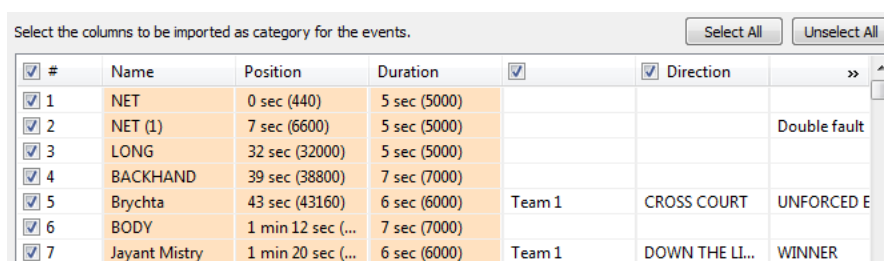 Select the columns to be imported as category for the events. Select All Unselect All
# Name Position Duration Direction »
1 NET 0 sec (440) 5 sec (5000)
2 NET (1) 7 sec (6600) 5 sec (5000) Double fault
3 LONG 32 sec (32000) 5 sec (5000)
4 BACKHAND 39 sec (38800) 7 sec (7000)
5 Brychta 43 sec (43160) 6 sec (6000) Team 1 CROSS COURT UNFORCED E
6 BODY 1 min 12 sec (... 7 sec (7000)
7 Jayant Mistry 1 min 20 sec (... 6 sec (6000) Team 1 DOWN THE LI... WINNER